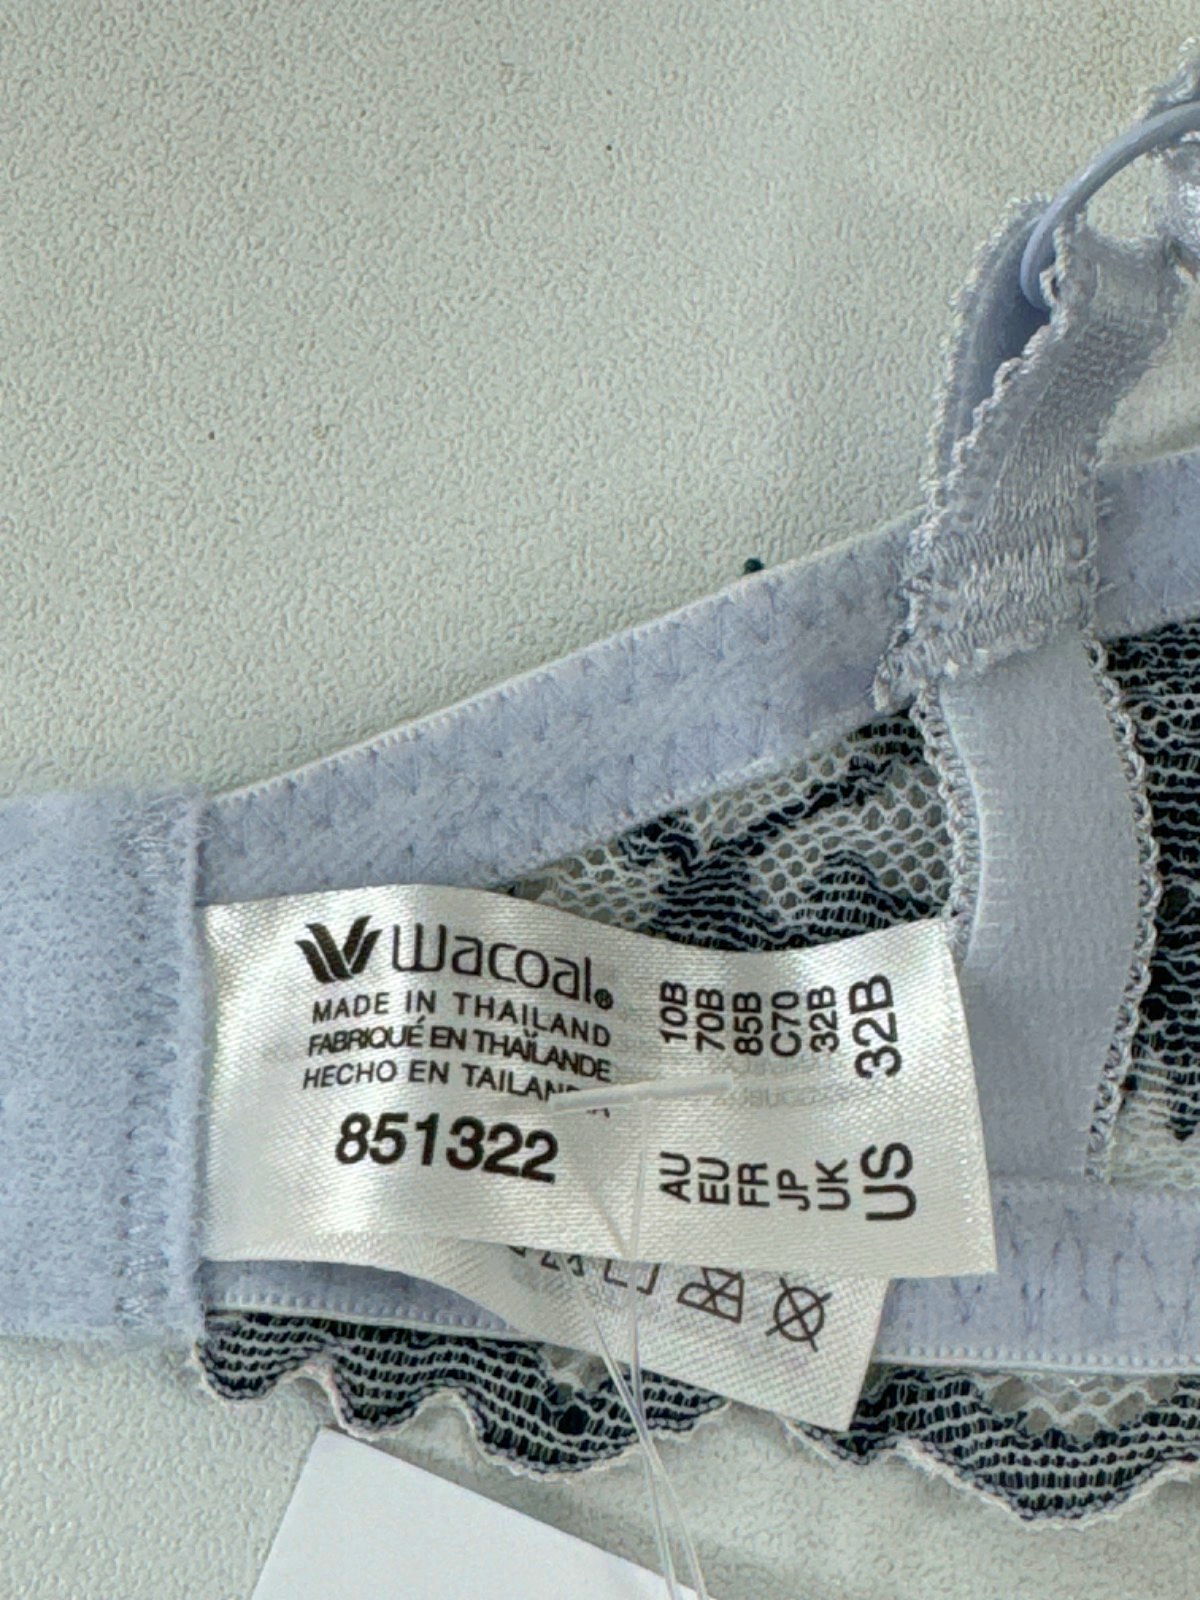 Wacoal®
MADE IN THAILAND
FABRIQUÉ EN THAÏLANDE
HECHO EN
851322
AU 10B
EU 70B
FR 85B
JP C70
UK 32B
US 32B